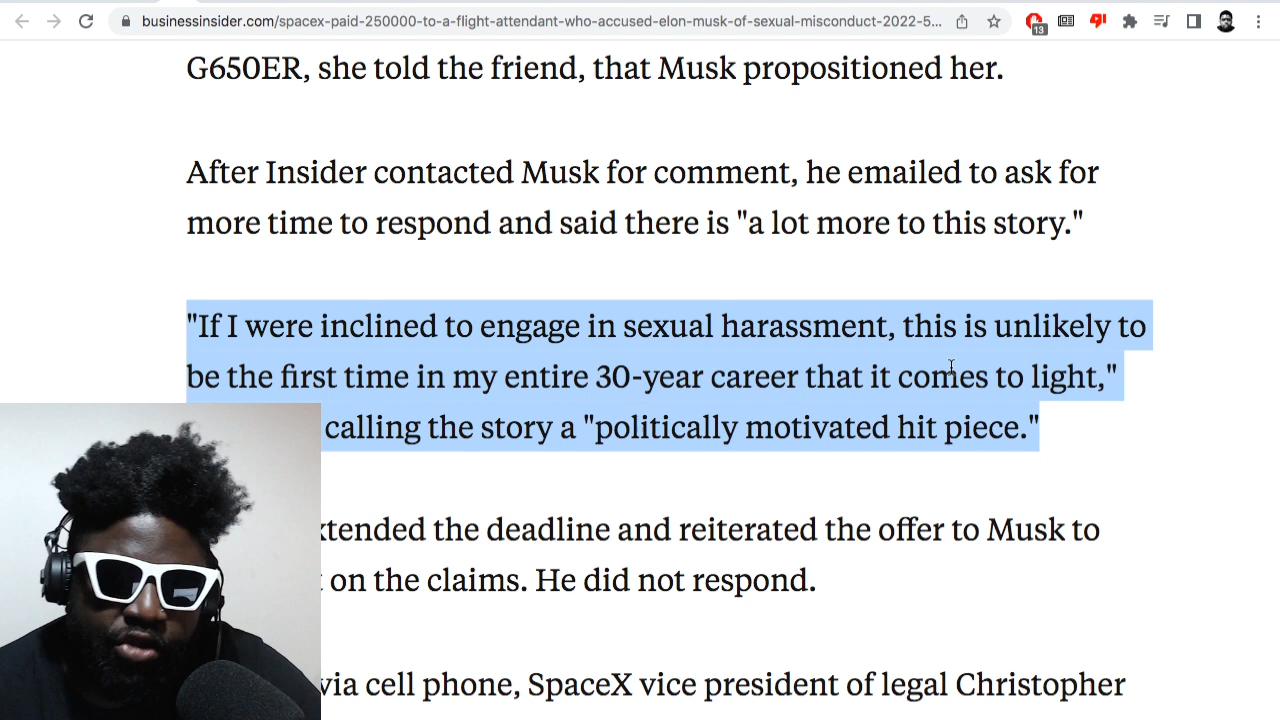 businessinsider.com/spacex-paid-250000-to-a-flight-attendant-who-accused-elon-musk-of-sexual-misconduct-2022-5...
13
G650ER, she told the friend, that Musk propositioned her.
After Insider contacted Musk for comment, he emailed to ask for
more time to respond and said there is "a lot more to this story."
"If I were inclined to engage in sexual harassment, this is unlikely to
be the first time in my entire 30-year career that it comes to light,"
calling the story a "politically motivated hit piece."
xtended the deadline and reiterated the offer to Musk to
on the claims. He did not respond.
via cell phone, SpaceX vice president of legal Christopher